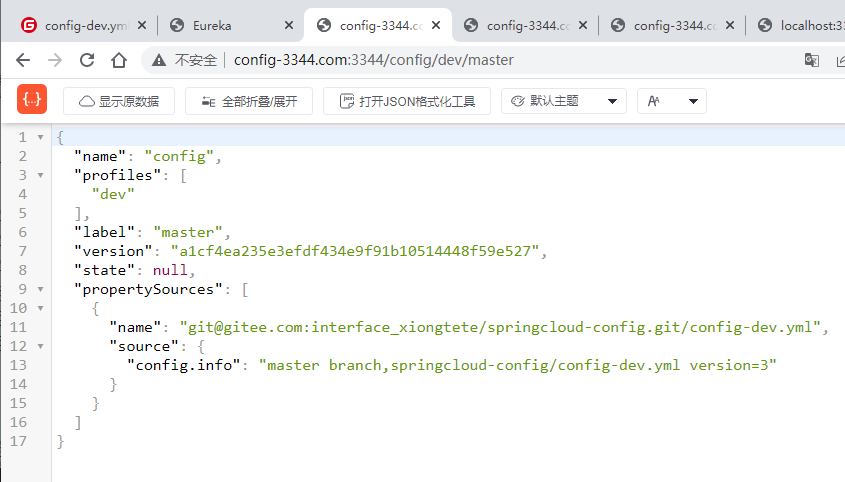 config-dev.yml
Eureka
config-3344.c
config-3344.c
config-3344.c
localhost:33
不安全 | config-3344.com:3344/config/dev/master
{··} 显示原数据 全部折叠/展开 json 打开JSON格式化工具 默认主题 AA
1 {
2 "name": "config",
3 "profiles": [
4 "dev"
5 ],
6 "label": "master",
7 "version": "a1cf4ea235e3efdf434e9f91b10514448f59e527",
8 "state": null,
9 "propertySources": [
10 {
11 "name": "git@gitee.com:interface_xiongtete/springcloud-config.git/config-dev.yml",
12 "source": {
13 "config.info": "master branch,springcloud-config/config-dev.yml version=3"
14 }
15 }
16 ]
17 }